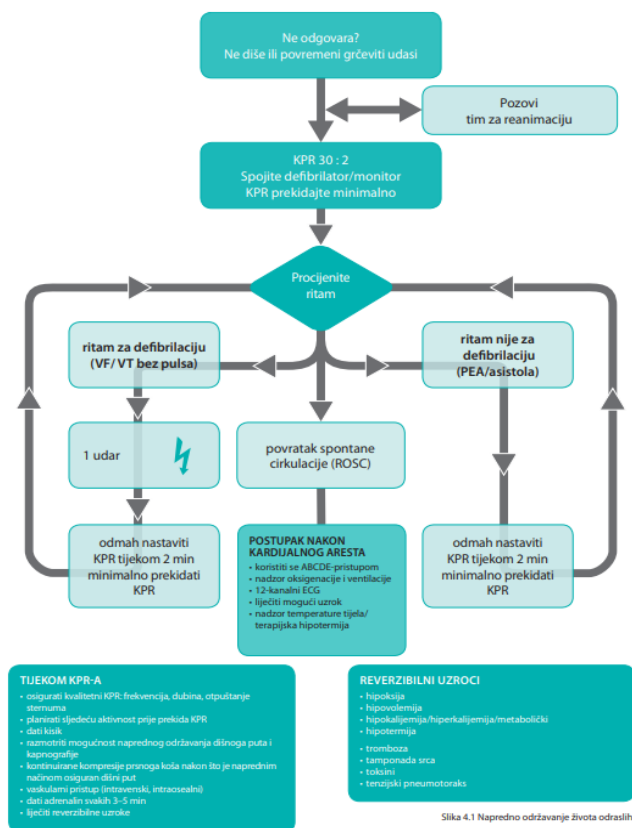 Ne odgovara?
Ne diše ili povremeni grčeviti udasi
Pozovi
tim za reanimaciju
KPR 30 : 2
Spojite defibrilator/monitor
KPR prekidajte minimalno
Procijenite
ritam
ritam za defibrilaciju
(VF/ VT bez pulsa)
ritam nije za
defibrilaciju
(PEA/asistola)
1 udar
povratak spontane
cirkulacije (ROSC)
odmah nastaviti
KPR tijekom 2 min
minimalno prekidati
KPR
POSTUPAK NAKON
KARDIJALNOG ARESTA
• koristiti se ABCDE-pristupom
• nadzor oksigenacije i ventilacije
• 12-kanalni ECG
• liječiti mogući uzrok
• nadzor temperature tijela/
terapijska hipotermija
odmah nastaviti
KPR tijekom 2 min
minimalno prekidati
KPR
TIJEKOM KPR-A
• osigurati kvalitetni KPR: frekvencija, dubina, otpuštanje
sternuma
• planirati sljedeću aktivnost prije prekida KPR
• dati kisik
• razmotriti mogućnost naprednog održavanja dišnoga puta i
kapnografije
• kontinuirane kompresije prsnoga koša nakon što je naprednim
načinom osiguran dišni put
• vaskularni pristup (intravenski, intraosealni)
• dati adrenalin svakih 3–5 min
• liječiti reverzibilne uzroke
REVERZIBILNI UZROCI
• hipoksija
• hipovolemija
• hipokalijemija/hiperkalijemija/metabolički
• hipotermija
• tromboza
• tamponada srca
• toksini
• tenzijski pneumotoraks
Slika 4.1 Napredno održavanje života odraslih